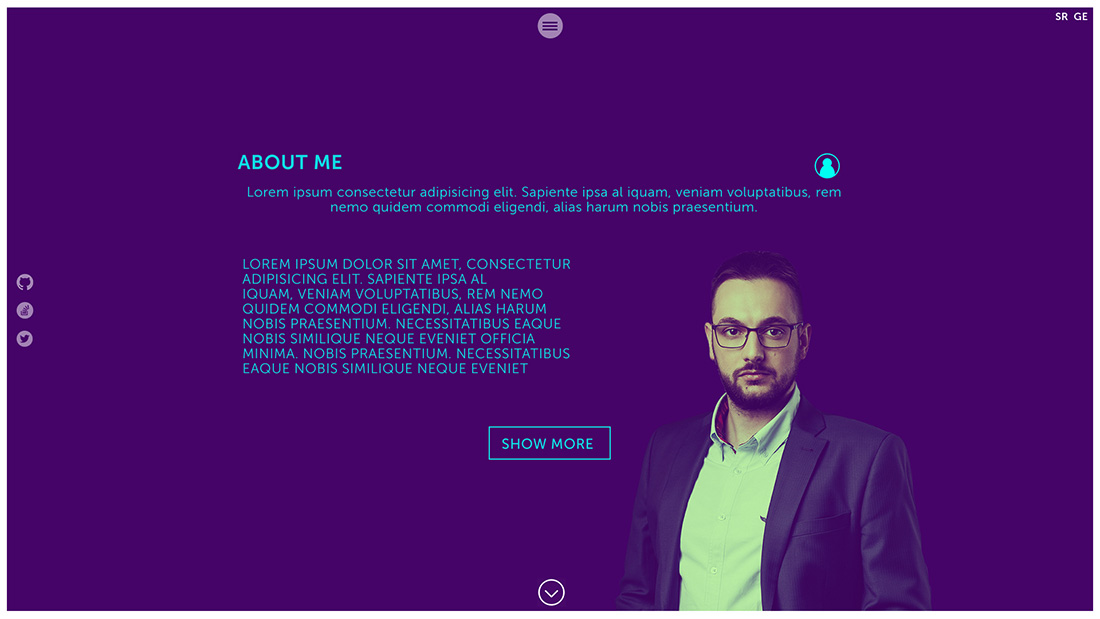 SR GE
ABOUT ME
Lorem ipsum consectetur adipisicing elit. Sapiente ipsa al iquam, veniam voluptatibus, rem
nemo quidem commodi eligendi, alias harum nobis praesentium.
LOREM IPSUM DOLOR SIT AMET, CONSECTETUR
ADIPISICING ELIT. SAPIENTE IPSA AL
IQUAM, VENIAM VOLUPTATIBUS, REM NEMO
QUIDEM COMMODI ELIGENDI, ALIAS HARUM
NOBIS PRAESENTIUM. NECESSITATIBUS EAQUE
NOBIS SIMILIQUE NEQUE EVENIET OFFICIA
MINIMA. NOBIS PRAESENTIUM. NECESSITATIBUS
EAQUE NOBIS SIMILIQUE NEQUE EVENIET
SHOW MORE